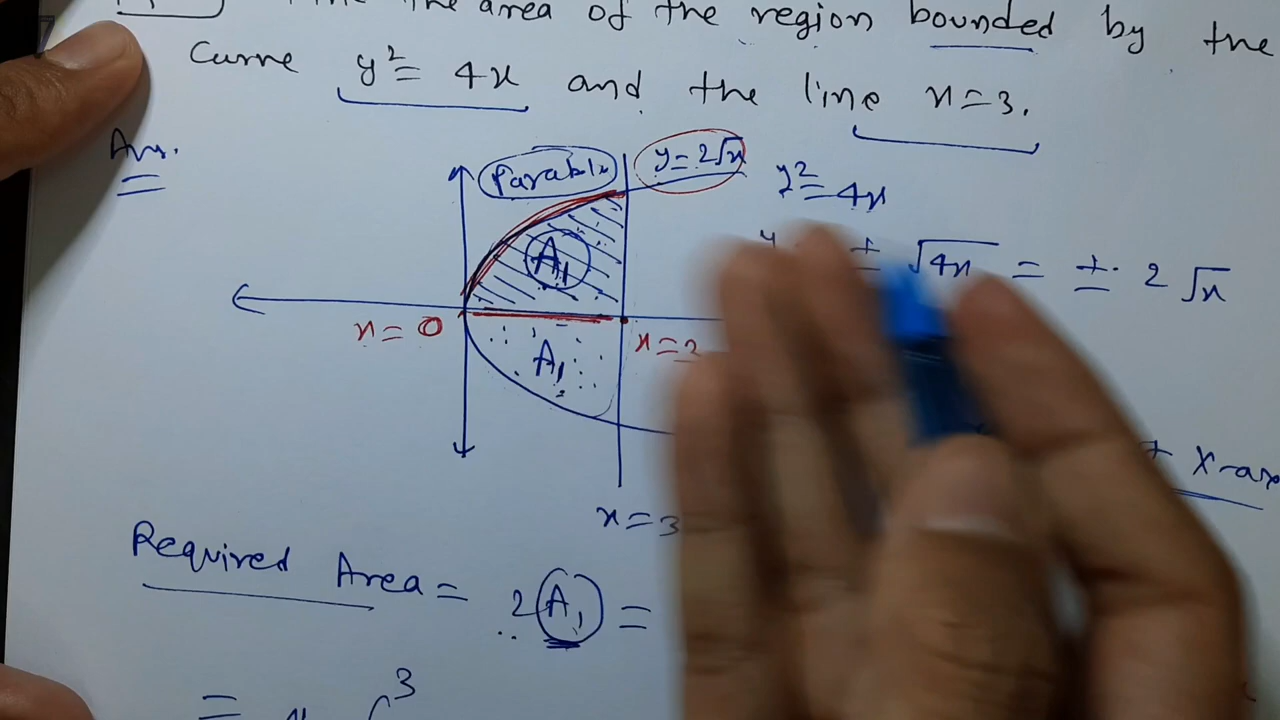 the area of the region bounded by the
Curve y² = 4x and the line x = 3.
Ans.
Parabola y = 2√x
y² = 4x
± √4x = ± 2√x
A₁
x = 0
A₁
x = 3
Required Area = 2 A₁ =
= 3